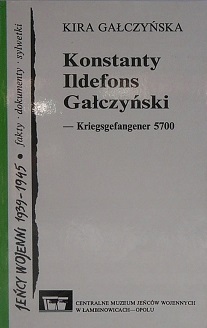 KIRA GAŁCZYŃSKA
Konstanty
Ildefons
Gałczyński
— Kriegsgefangener 5700
JEŃCY WOJENNI 1939-1945 • fakty · dokumenty · sylwetki
CENTRALNE MUZEUM JEŃCÓW WOJENNYCH
W ŁAMBINOWICACH—OPOLU